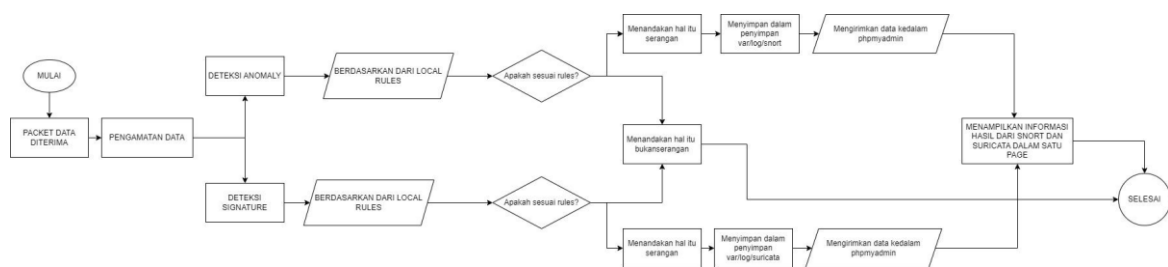 MULAI
PACKET DATA
DITERIMA
PENGAMATAN DATA
DETEKSI ANOMALY
BERDASARKAN DARI LOCAL
RULES
Apakah sesuai rules?
Menandakan hal itu
serangan
Menyimpan dalam
penyimpan
var/log/snort
Mengirimkan data kedalam
phpmyadmin
Menandakan hal itu
bukanserangan
MENAMPILKAN INFORMASI
HASIL DARI SNORT DAN
SURICATA DALAM SATU
PAGE
SELESAI
DETEKSI
SIGNATURE
BERDASARKAN DARI LOCAL
RULES
Apakah sesuai rules?
Menandakan hal itu
serangan
Menyimpan dalam
penyimpan
var/log/suricata
Mengirimkan data kedalam
phpmyadmin